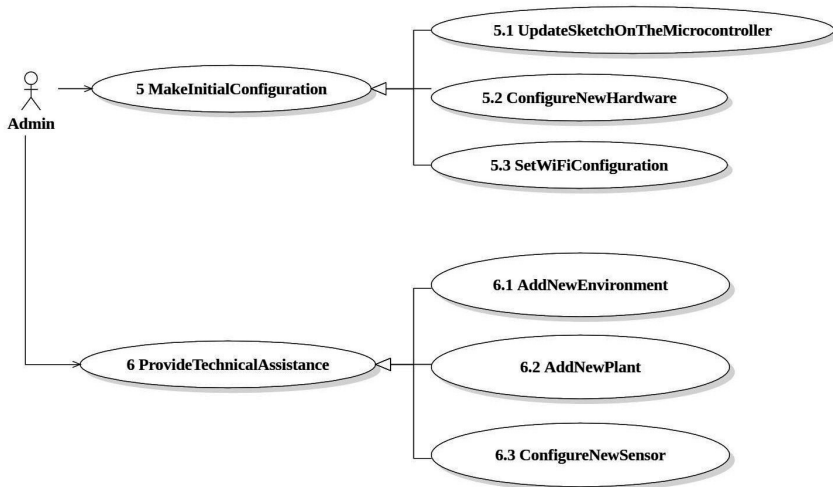 5.1 UpdateSketchOnTheMicrocontroller
5 MakeInitialConfiguration
5.2 ConfigureNewHardware
Admin
5.3 SetWiFiConfiguration
6.1 AddNewEnvironment
6 ProvideTechnicalAssistance
6.2 AddNewPlant
6.3 ConfigureNewSensor